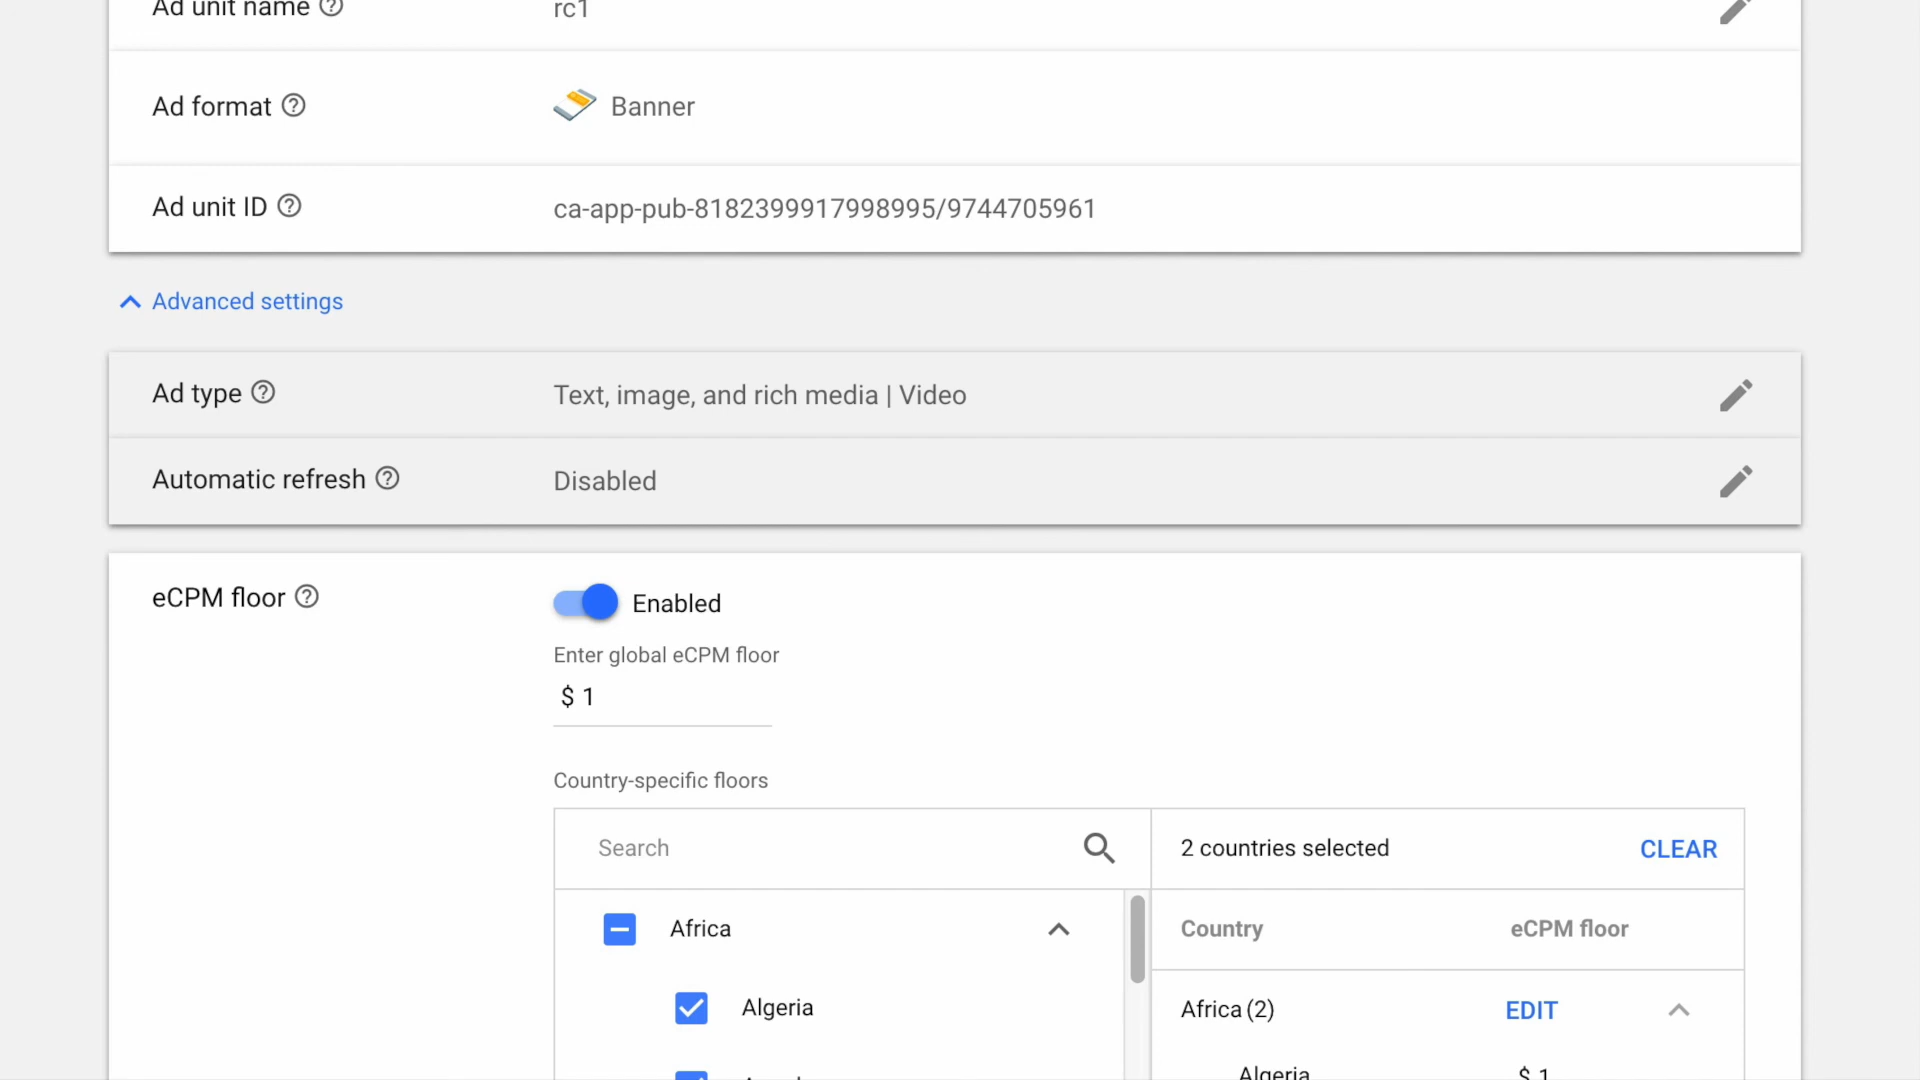 Ad unit name
rc1
Ad format
Banner
Ad unit ID
ca-app-pub-8182399917998995/9744705961
Advanced settings
Ad type
Text, image, and rich media | Video
Automatic refresh
Disabled
eCPM floor
Enabled
Enter global eCPM floor
$ 1
Country-specific floors
Search
2 countries selected
CLEAR
Africa
Country
eCPM floor
Algeria
Africa (2)
EDIT
Algeria
$ 1